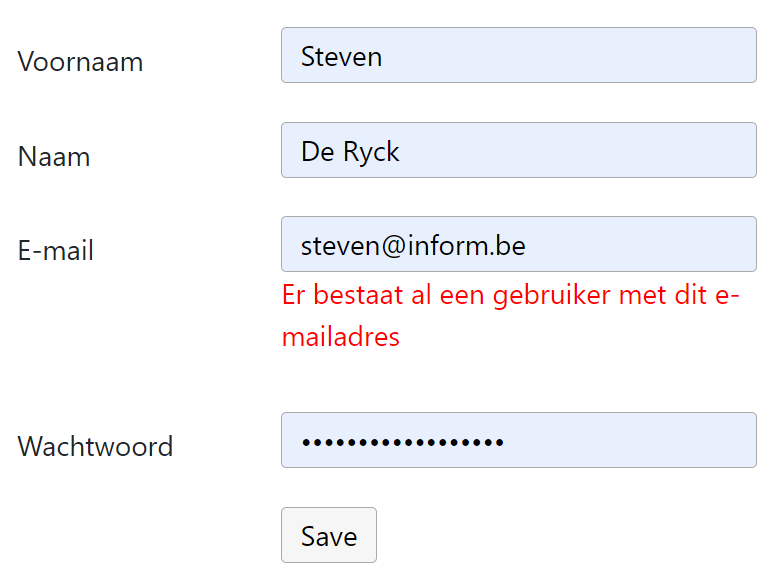 Voornaam
Steven
Naam
De Ryck
E-mail
steven@inform.be
Er bestaat al een gebruiker met dit e-
mailadres
Wachtwoord
••••••••••••••••••
Save